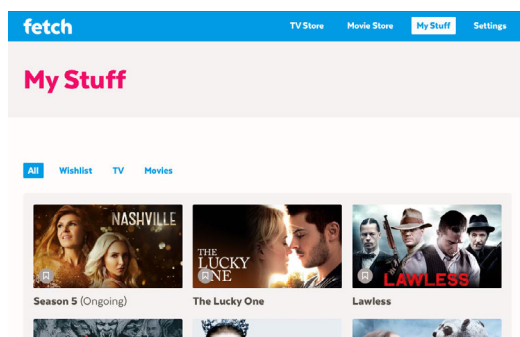 fetch
TV Store Movie Store My Stuff Settings
My Stuff
All Wishlist TV Movies
NASHVILLE
THE
LUCKY
ONE
LAWLESS
Season 5 (Ongoing) The Lucky One Lawless